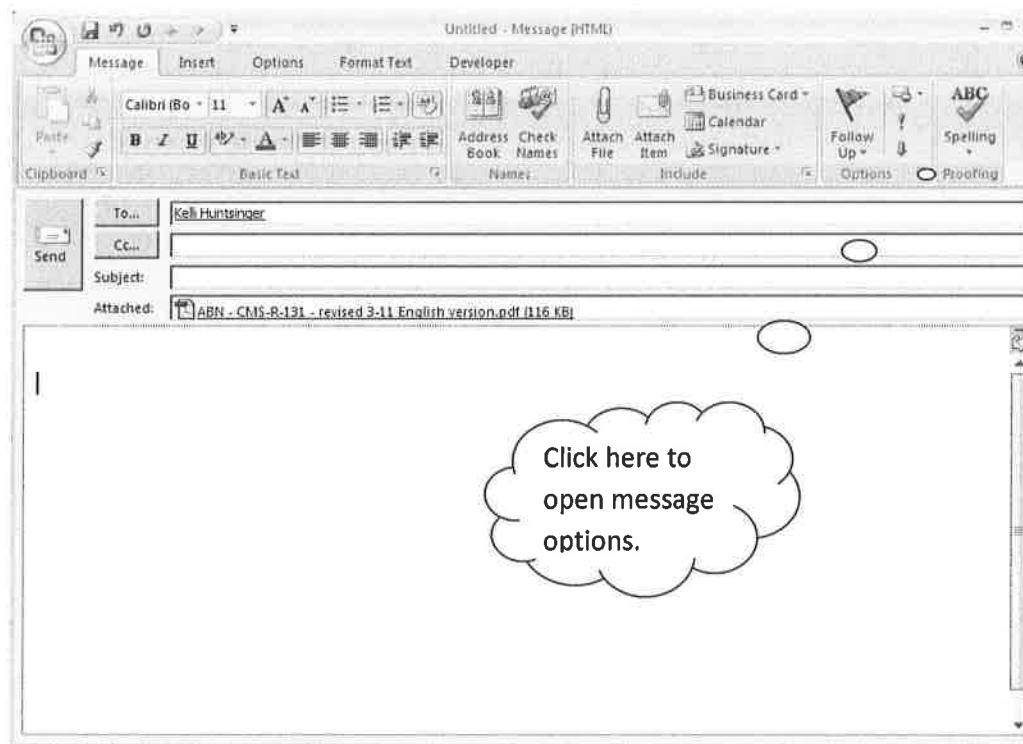 Untitled - Message (HTML)
Message Insert Options Format Text Developer
Paste
Calibri (Bo 11
A A
B I U ab A
Address Book
Check Names
Attach File
Attach Item
Business Card
Calendar
Signature
Follow Up
ABC
Spelling
Clipboard Basic Text Names Include Options Proofing
Send
To... Kelli Huntsinger
Cc...
Subject:
Attached: ABN - CMS-R-131 - revised 3-11 English version.pdf (116 KB)
Click here to
open message
options.